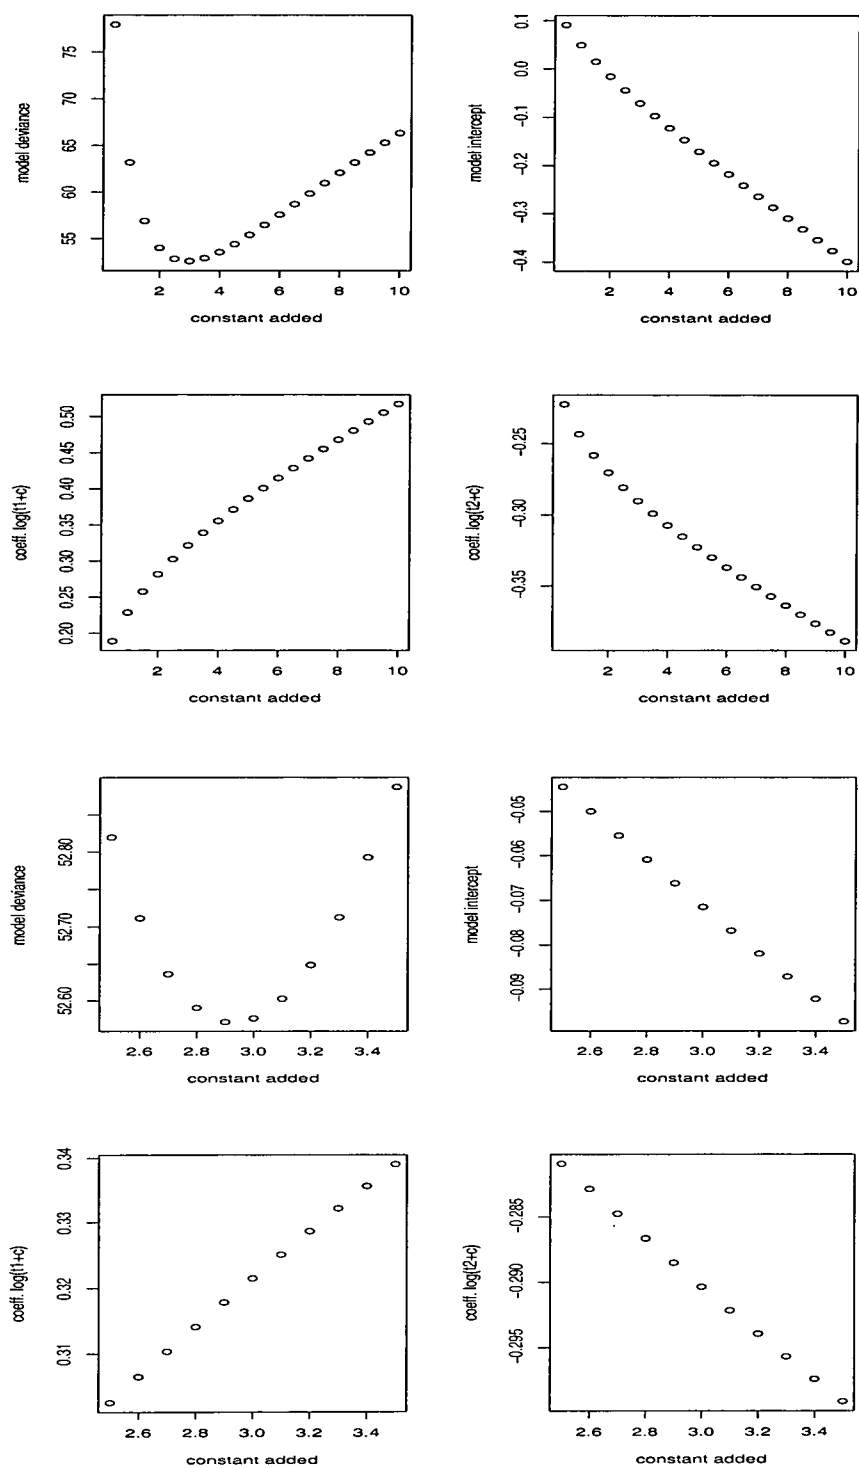 model deviance
75
70
65
60
55
2 4 6 8 10
constant added
model intercept
0.1
0.0
-0.1
-0.2
-0.3
-0.4
2 4 6 8 10
constant added
coeff. log(t1+c)
0.50
0.45
0.40
0.35
0.30
0.25
0.20
2 4 6 8 10
constant added
coeff. log(t2+c)
-0.25
-0.30
-0.35
2 4 6 8 10
constant added
model deviance
52.80
52.70
52.60
2.6 2.8 3.0 3.2 3.4
constant added
model intercept
-0.05
-0.06
-0.07
-0.08
-0.09
2.6 2.8 3.0 3.2 3.4
constant added
coeff. log(t1+c)
0.34
0.33
0.32
0.31
2.6 2.8 3.0 3.2 3.4
constant added
coeff. log(t2+c)
-0.285
-0.290
-0.295
2.6 2.8 3.0 3.2 3.4
constant added